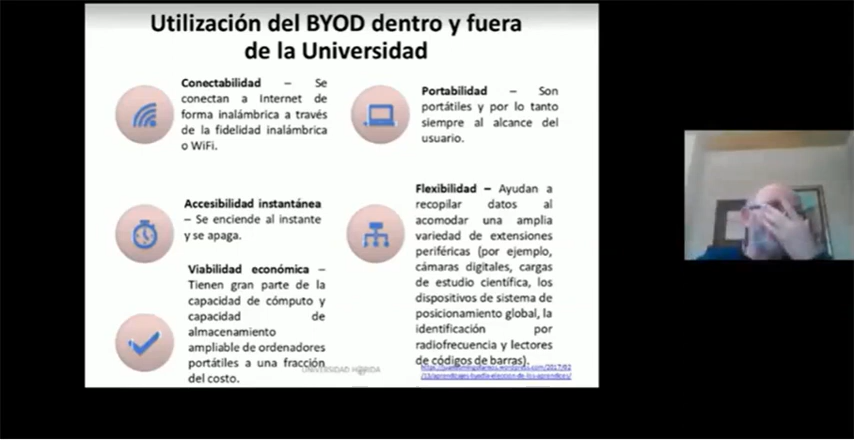 Utilización del BYOD dentro y fuera
de la Universidad
Conectabilidad – Se
conectan a Internet de
forma inalámbrica a través
de la fidelidad inalámbrica
o WiFi.
Portabilidad – Son
portátiles y por lo tanto
siempre al alcance del
usuario.
Accesibilidad instantánea
– Se enciende al instante
y se apaga.
Flexibilidad – Ayudan a
recopilar datos al
acomodar una amplia
variedad de extensiones
periféricas (por ejemplo,
cámaras digitales, cargas
de estudio científica, los
dispositivos de sistema de
posicionamiento global, la
identificación por
radiofrecuencia y lectores
de códigos de barras).
Viabilidad económica –
Tienen gran parte de la
capacidad de cómputo y
capacidad de
almacenamiento
ampliable de ordenadores
portátiles a una fracción
del costo.
UNIVERSIDAD